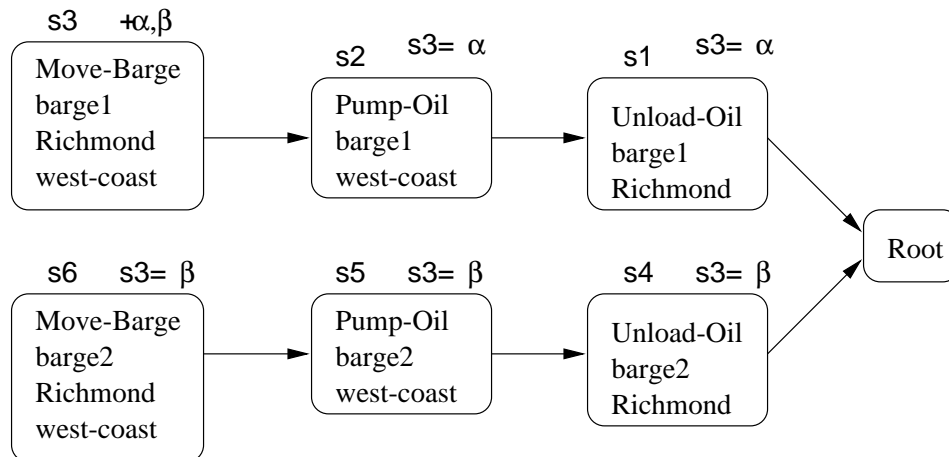 s3 +α,β
Move-Barge
barge1
Richmond
west-coast
s2 s3= α
Pump-Oil
barge1
west-coast
s1 s3= α
Unload-Oil
barge1
Richmond
Root
s6 s3= β
Move-Barge
barge2
Richmond
west-coast
s5 s3= β
Pump-Oil
barge2
west-coast
s4 s3= β
Unload-Oil
barge2
Richmond